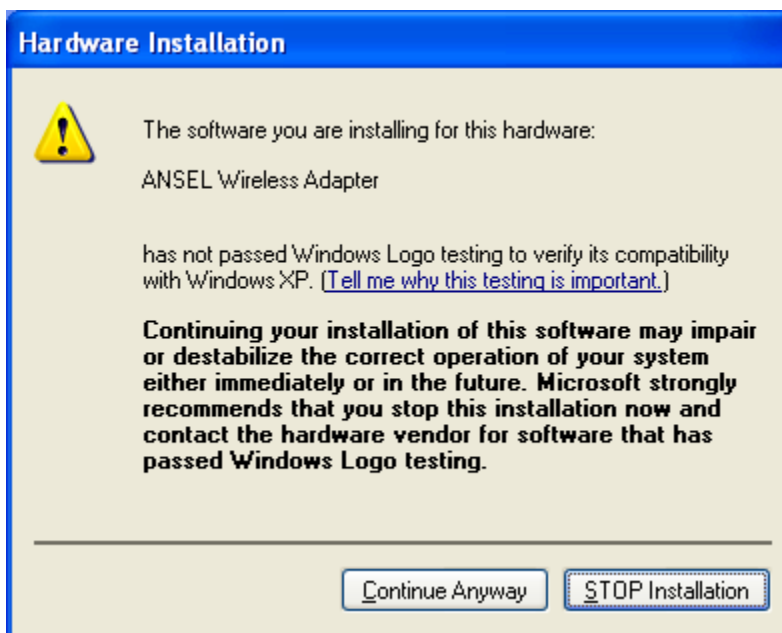 Hardware Installation
The software you are installing for this hardware:
ANSEL Wireless Adapter
has not passed Windows Logo testing to verify its compatibility
with Windows XP. (Tell me why this testing is important.)
Continuing your installation of this software may impair
or destabilize the correct operation of your system
either immediately or in the future. Microsoft strongly
recommends that you stop this installation now and
contact the hardware vendor for software that has
passed Windows Logo testing.
Continue Anyway
STOP Installation